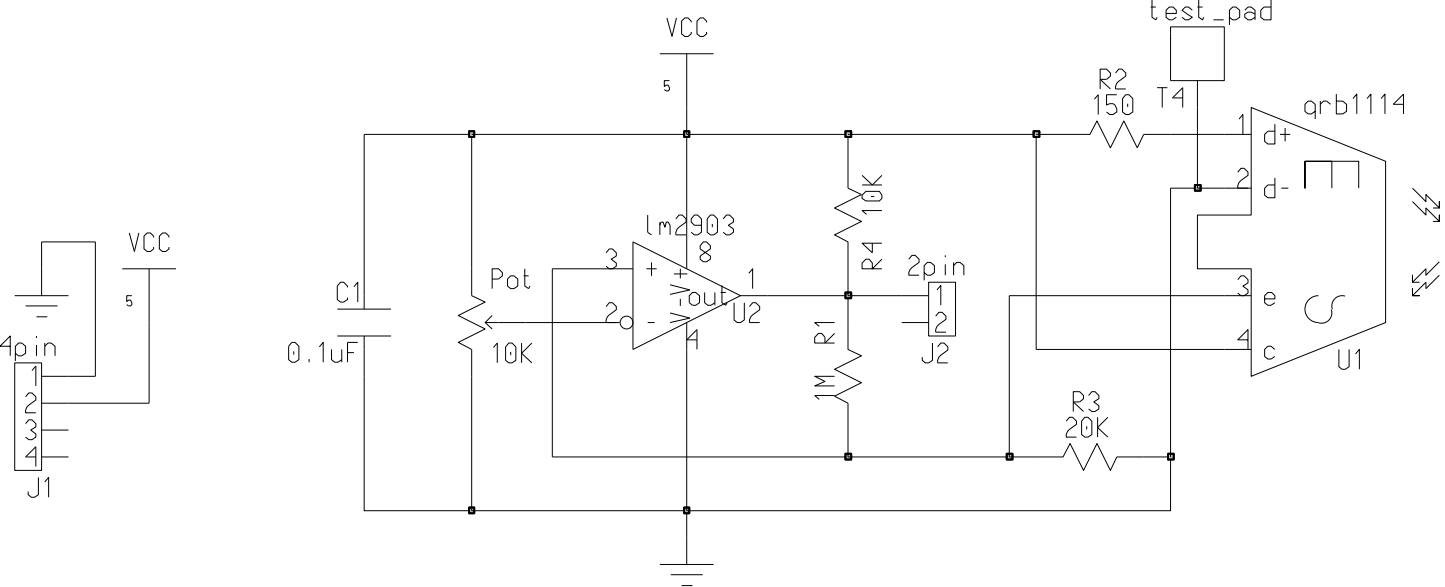 test_pad
VCC
5
R2
150
T4
qrb1114
1
d+
2
d-
E
10K
R4
lm2903
3
+
8
V+
1
out
V-
2
-
4
U2
VCC
5
2pin
1
2
J2
Pot
10K
C1
0.1uF
R1
1M
3
e
S
4
c
U1
4pin
1
2
3
4
J1
R3
20K